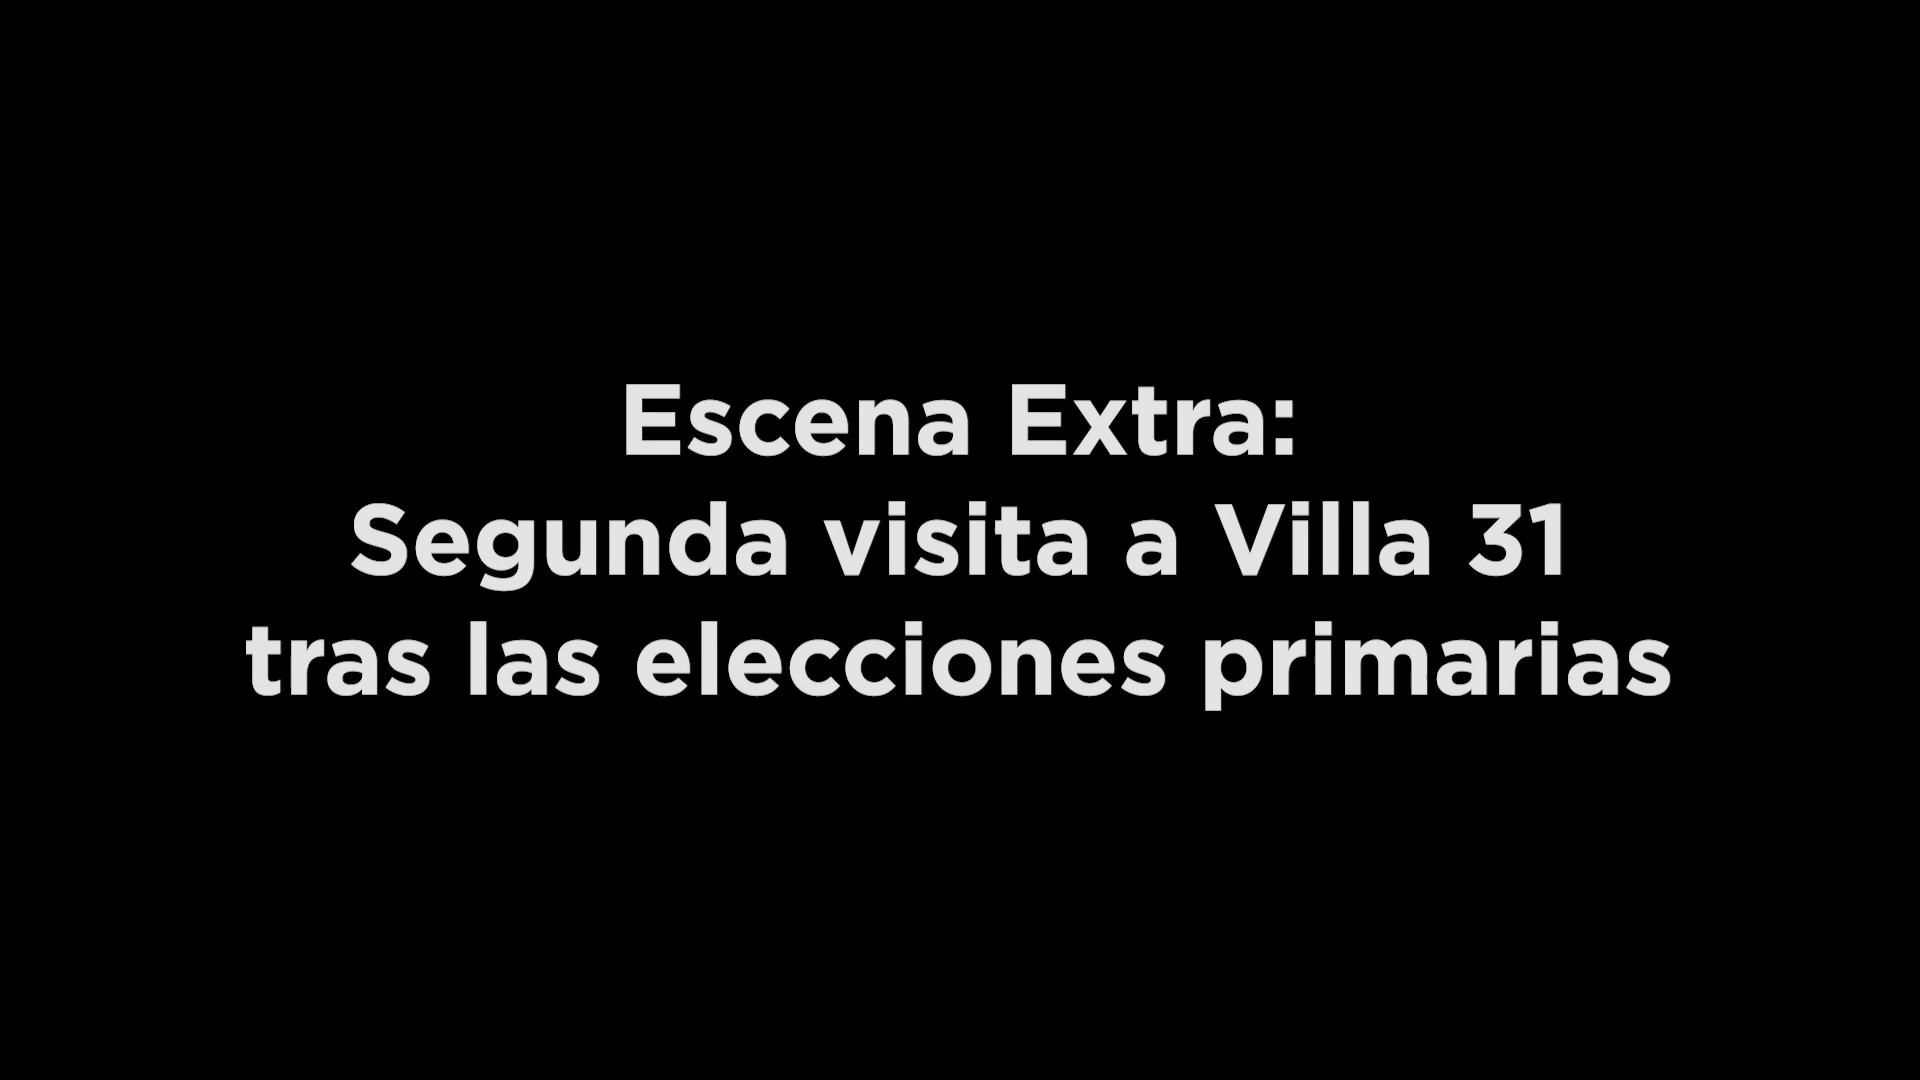 Escena Extra:
Segunda visita a Villa 31
tras las elecciones primarias